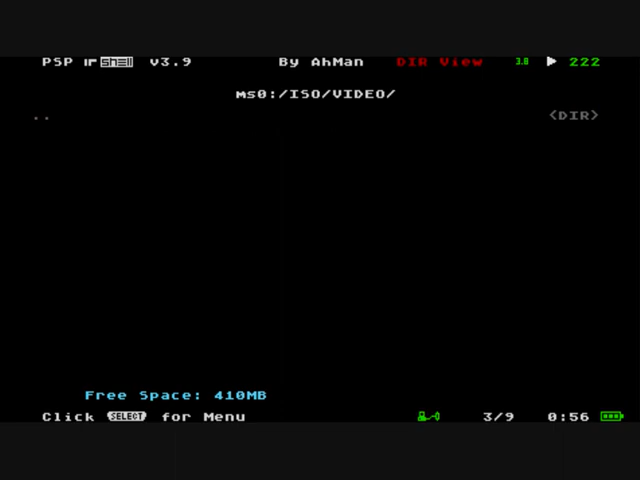 PSP irshell v3.9 By AhMan DIR View 3.8 222
ms0:/ISO/VIDEO/
.. <DIR>
Free Space: 410MB
Click SELECT for Menu 3/9 0:56